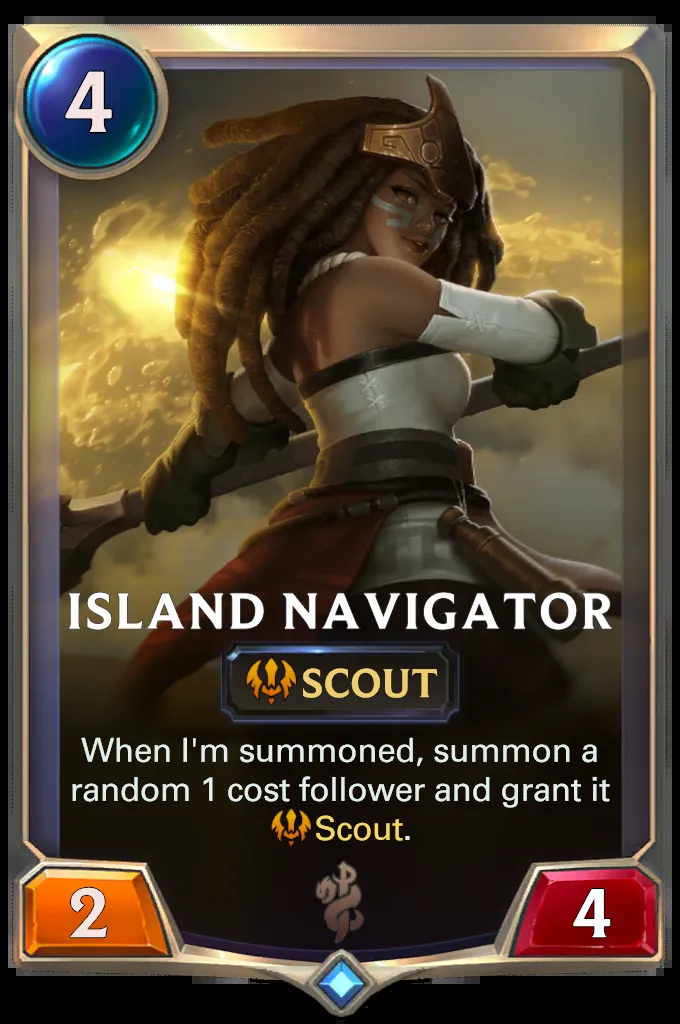 4
ISLAND NAVIGATOR
SCOUT
When I'm summoned, summon a
random 1 cost follower and grant it
Scout.
2
4